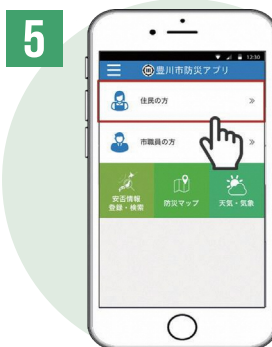 5
12:30
豊川市防災アプリ
住民の方
»
市職員の方
»
安否情報
登録・検索
防災マップ
天気・気象